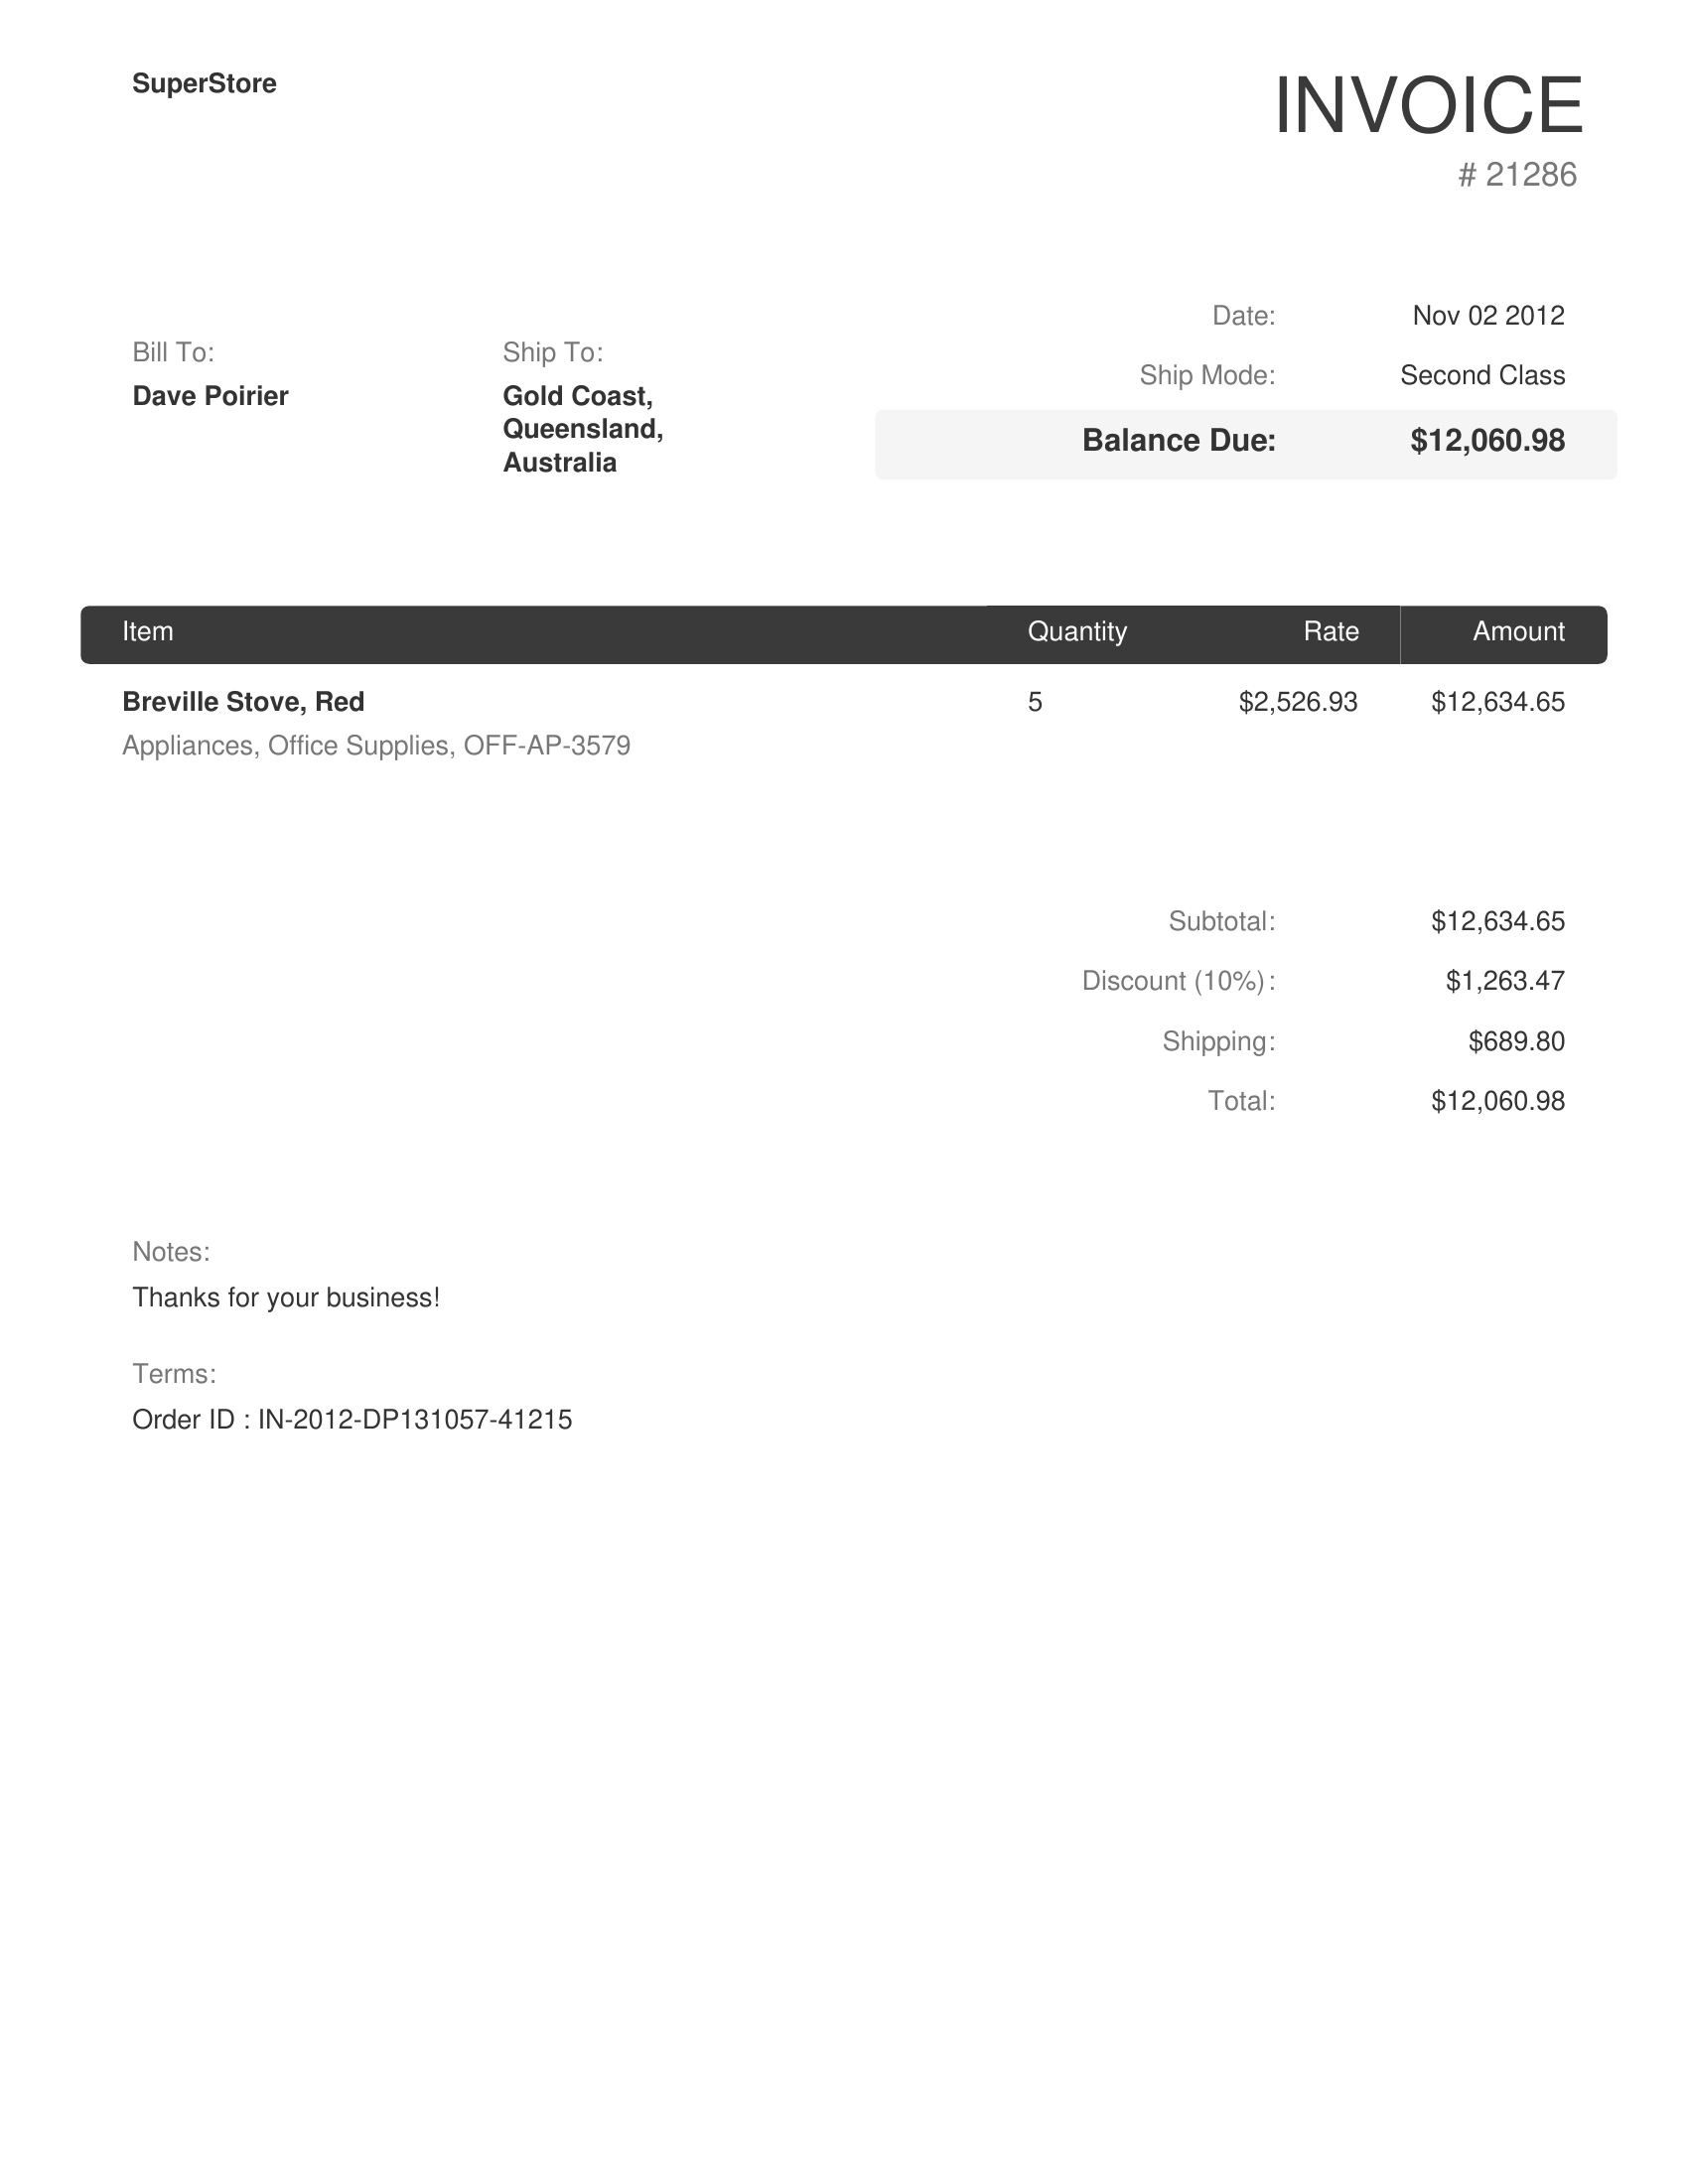 SuperStore
INVOICE
# 21286
Date: Nov 02 2012
Ship Mode: Second Class
Balance Due: $12,060.98
Bill To:
Dave Poirier
Ship To:
Gold Coast,
Queensland,
Australia
Item Quantity Rate Amount
Breville Stove, Red 5 $2,526.93 $12,634.65
Appliances, Office Supplies, OFF-AP-3579
Subtotal: $12,634.65
Discount (10%): $1,263.47
Shipping: $689.80
Total: $12,060.98
Notes:
Thanks for your business!
Terms:
Order ID : IN-2012-DP131057-41215